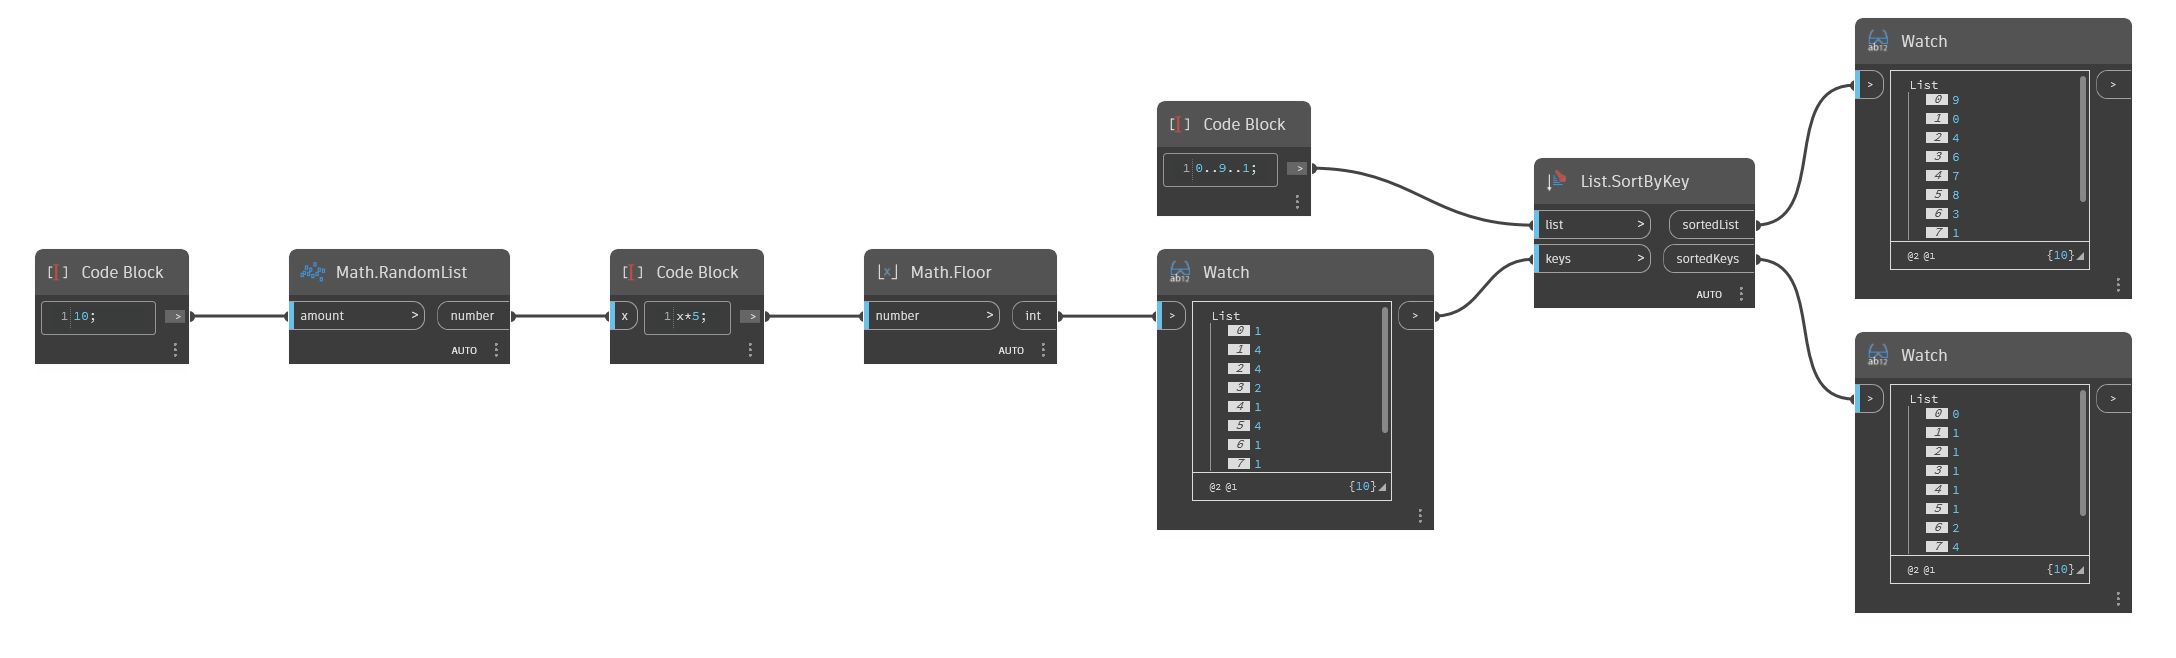 Code Block
1 10;
>
Math.RandomList
amount >
number
AUTO
Code Block
x
1 x*5;
>
Math.Floor
number >
int
AUTO
Code Block
1 0..9..1;
>
ab12 Watch
>
List
0 1
1 4
2 4
3 2
4 1
5 4
6 1
7 1
@2 @1 {10}
>
List.SortByKey
list >
sortedList
keys >
sortedKeys
AUTO
ab12 Watch
>
List
0 9
1 0
2 4
3 6
4 7
5 8
6 3
7 1
@2 @1 {10}
>
ab12 Watch
>
List
0 0
1 1
2 1
3 1
4 1
5 1
6 2
7 4
@2 @1 {10}
>